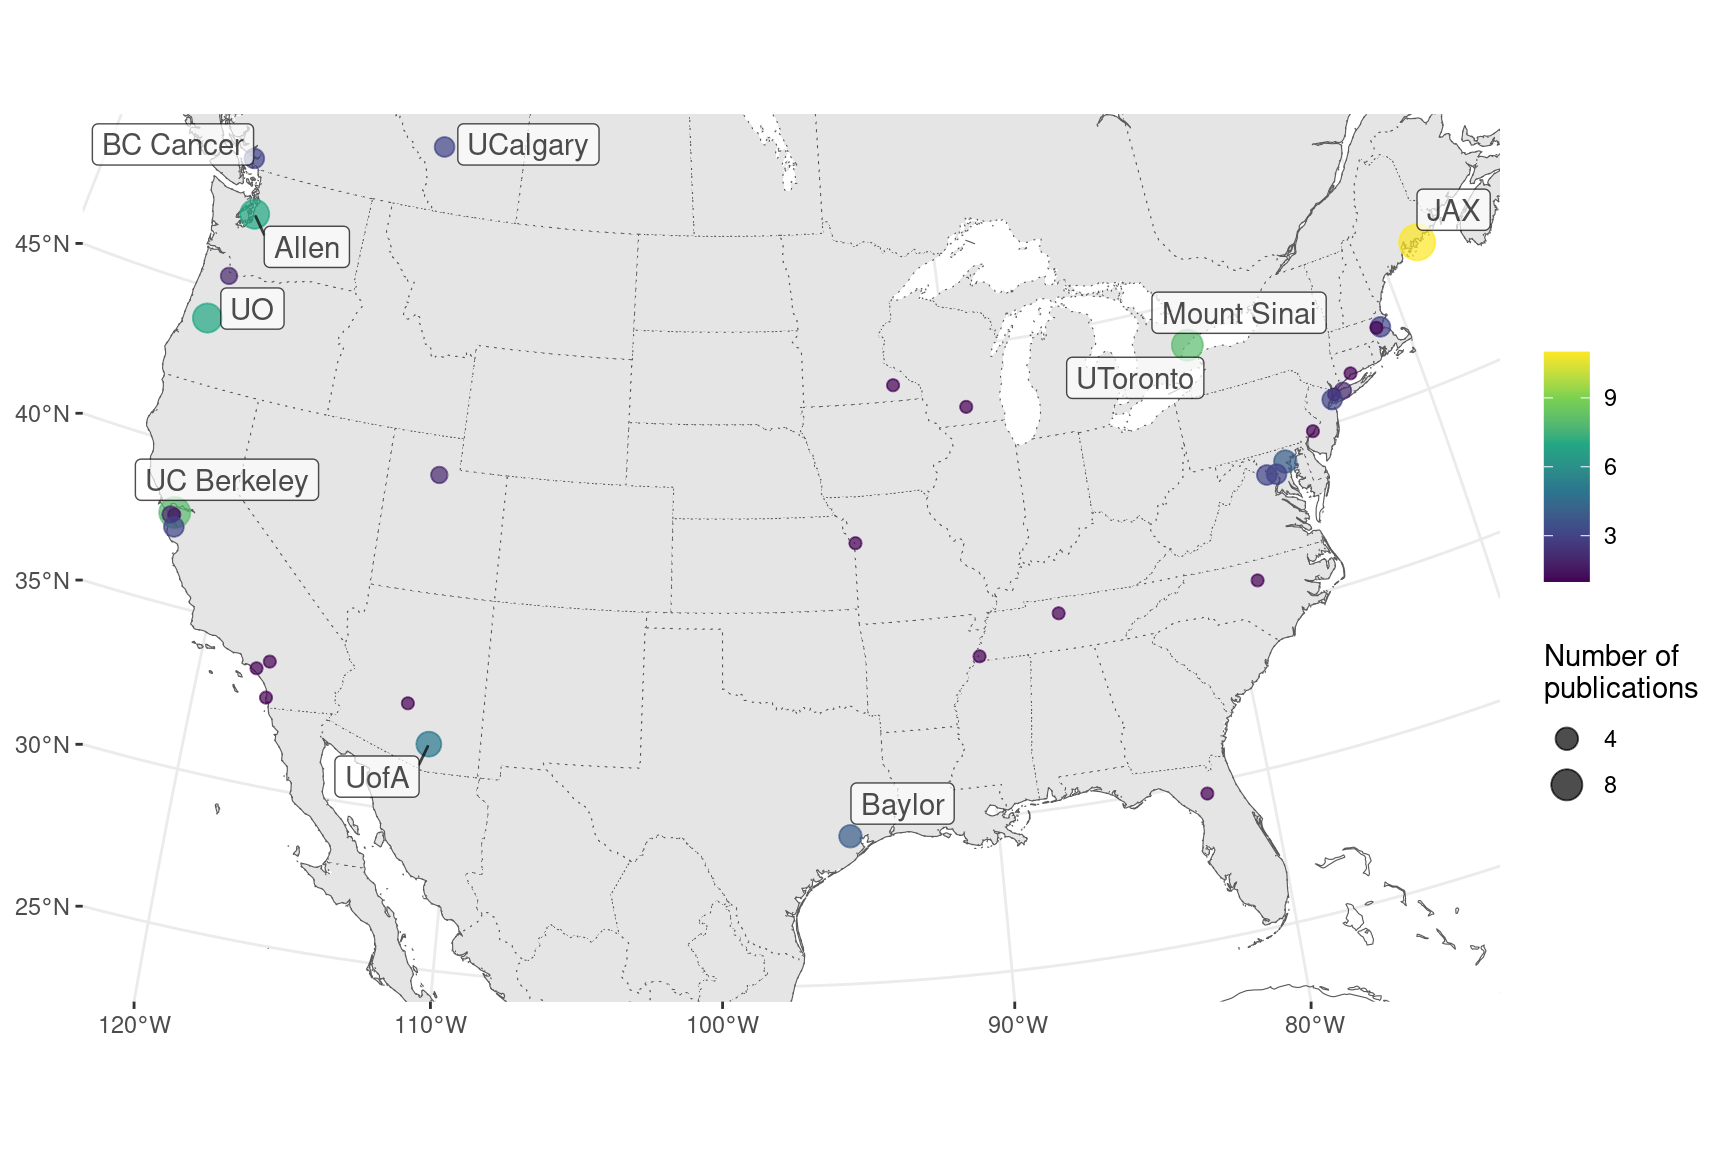 BC Cancer
UCalgary
JAX
Allen
UO
Mount Sinai
UToronto
UC Berkeley
UofA
Baylor
45°N
40°N
35°N
30°N
25°N
120°W
110°W
100°W
90°W
80°W
9
6
3
Number of
publications
4
8